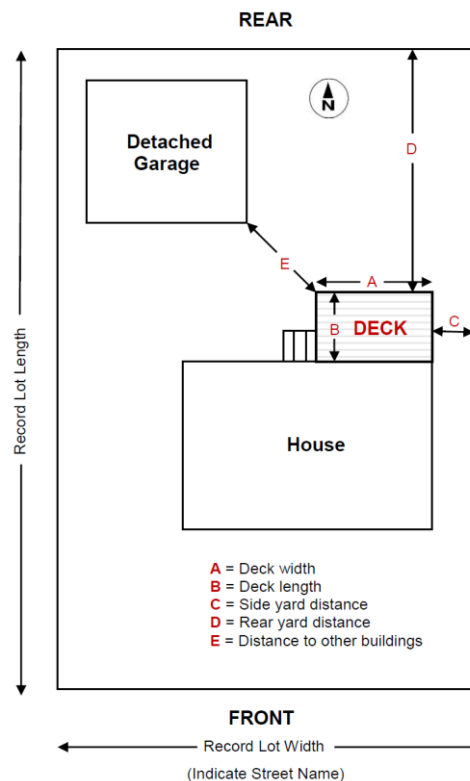 REAR
N
Detached
Garage
D
E
A
B
DECK
C
Record Lot Length
House
A = Deck width
B = Deck length
C = Side yard distance
D = Rear yard distance
E = Distance to other buildings
FRONT
Record Lot Width
(Indicate Street Name)